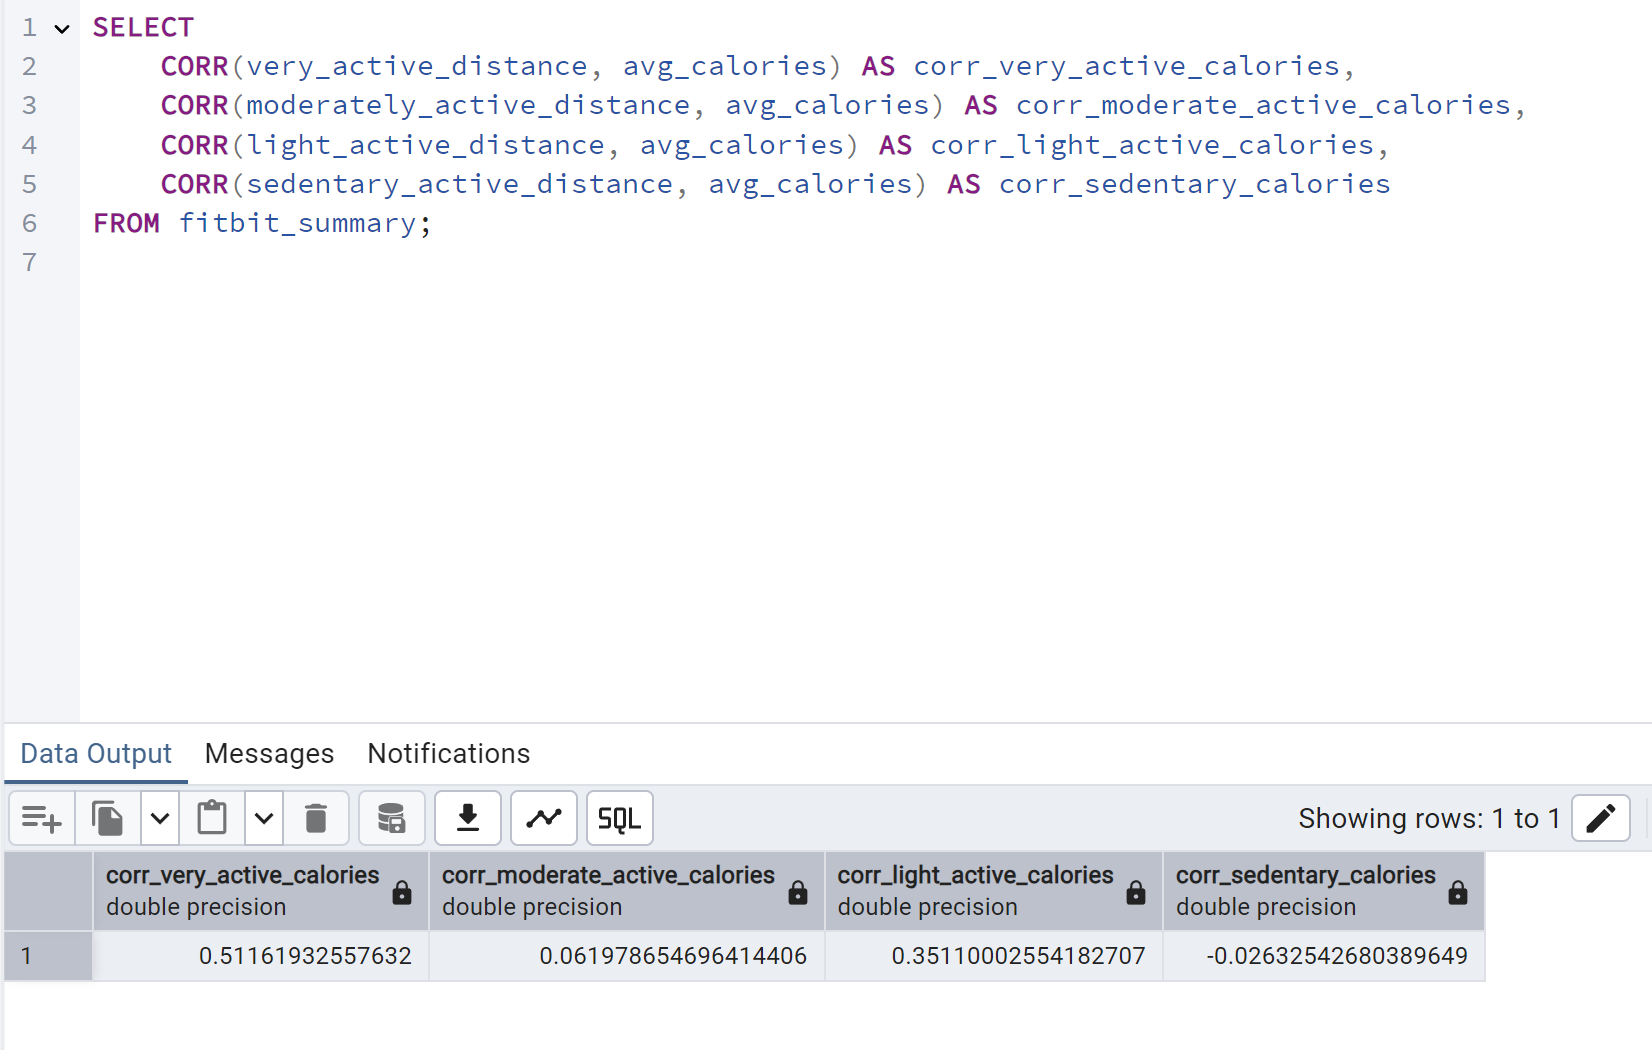 1 SELECT
2 CORR(very_active_distance, avg_calories) AS corr_very_active_calories,
3 CORR(moderately_active_distance, avg_calories) AS corr_moderate_active_calories,
4 CORR(light_active_distance, avg_calories) AS corr_light_active_calories,
5 CORR(sedentary_active_distance, avg_calories) AS corr_sedentary_calories
6 FROM fitbit_summary;
7
Data Output Messages Notifications
SQL Showing rows: 1 to 1
corr_very_active_calories corr_moderate_active_calories corr_light_active_calories corr_sedentary_calories
double precision double precision double precision double precision
1 0.51161932557632 0.061978654696414406 0.35110002554182707 -0.02632542680389649